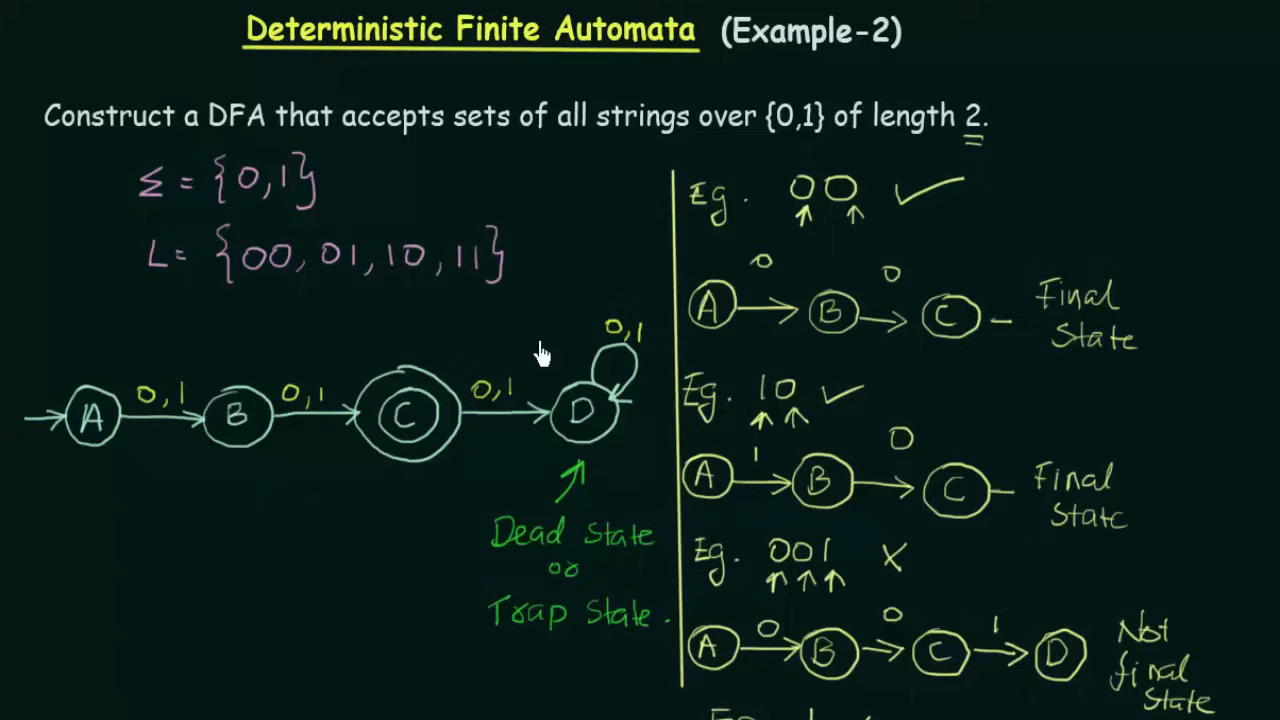 Deterministic Finite Automata (Example-2)
Construct a DFA that accepts sets of all strings over {0,1} of length 2.
Σ = {0,1}
L = {00, 01, 10, 11}
0,1
0,1 0,1 0,1
A B C D
Dead State
or
Trap State.
Eg. 00 ✓
0 0
A B C – Final
State
Eg. 10 ✓
1 0
A B C – Final
State
Eg. 001 X
0 0 1
A B C D Not
final
State